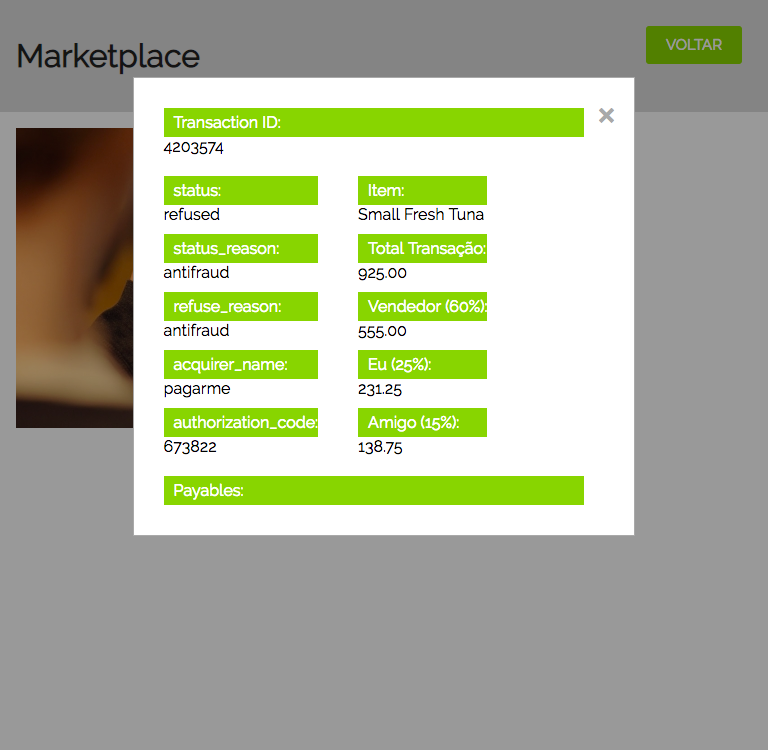 Marketplace
VOLTAR
×
Transaction ID:
4203574
status:
refused
status_reason:
antifraud
refuse_reason:
antifraud
acquirer_name:
pagarme
authorization_code:
673822
Item:
Small Fresh Tuna
Total Transação:
925.00
Vendedor (60%):
555.00
Eu (25%):
231.25
Amigo (15%):
138.75
Payables: